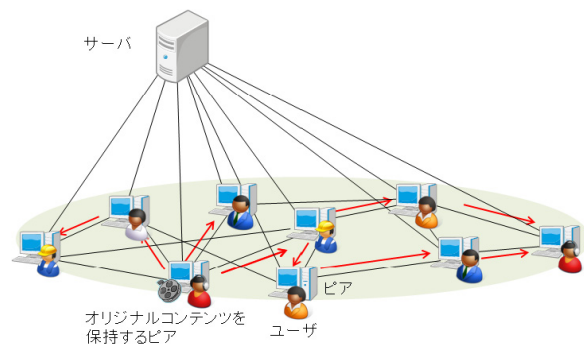 サーバ
ピア
オリジナルコンテンツを
保持するピア
ユーザ